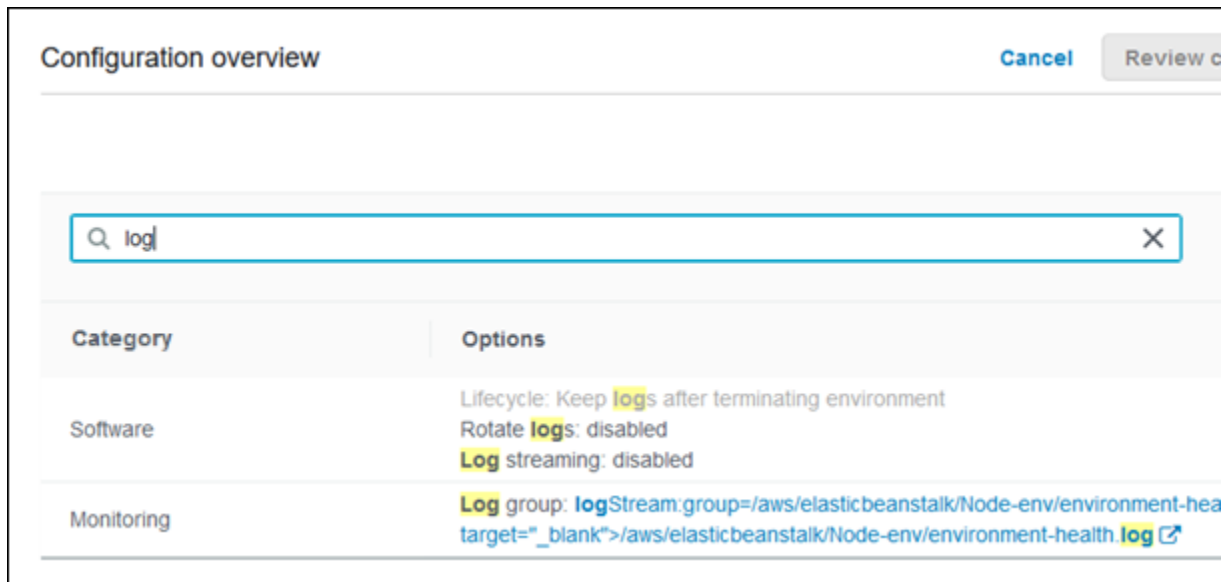 Configuration overview
Cancel
Review c
log
Category
Options
Software
Lifecycle: Keep logs after terminating environment
Rotate logs: disabled
Log streaming: disabled
Monitoring
Log group: logStream:group=/aws/elasticbeanstalk/Node-env/environment-hea
target="_blank">/aws/elasticbeanstalk/Node-env/environment-health.log